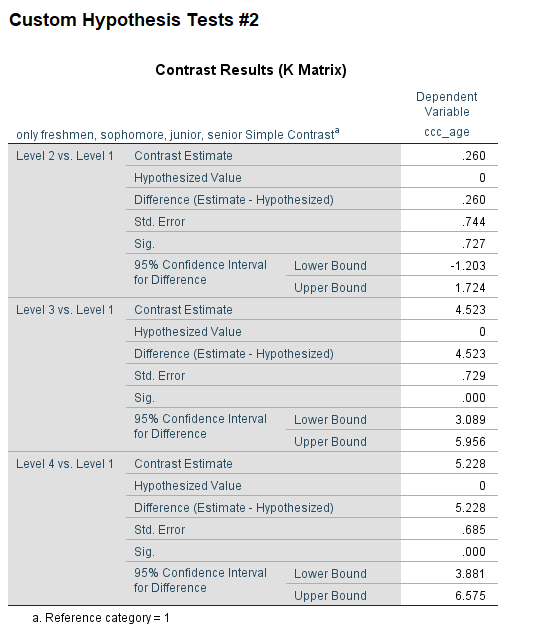 Custom Hypothesis Tests #2
Contrast Results (K Matrix)
Dependent
Variable
only freshmen, sophomore, junior, senior Simple Contrastᵃ ccc_age
Level 2 vs. Level 1 Contrast Estimate .260
Hypothesized Value 0
Difference (Estimate - Hypothesized) .260
Std. Error .744
Sig. .727
95% Confidence Interval Lower Bound -1.203
for Difference Upper Bound 1.724
Level 3 vs. Level 1 Contrast Estimate 4.523
Hypothesized Value 0
Difference (Estimate - Hypothesized) 4.523
Std. Error .729
Sig. .000
95% Confidence Interval Lower Bound 3.089
for Difference Upper Bound 5.956
Level 4 vs. Level 1 Contrast Estimate 5.228
Hypothesized Value 0
Difference (Estimate - Hypothesized) 5.228
Std. Error .685
Sig. .000
95% Confidence Interval Lower Bound 3.881
for Difference Upper Bound 6.575
a. Reference category = 1